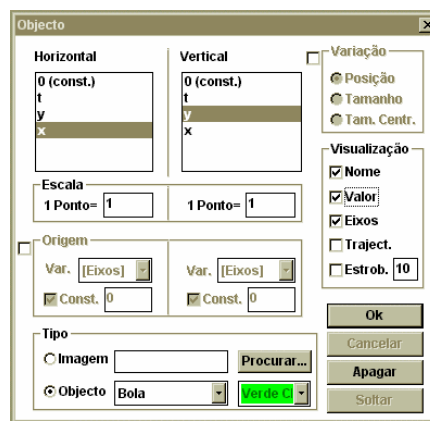 Objecto
Horizontal
Vertical
0 (const.)
t
y
x
0 (const.)
t
y
x
Variação
Posição
Tamanho
Tam. Centr.
Visualização
Nome
Valor
Eixos
Traject.
Estrob. 10
Escala
1 Ponto= 1
1 Ponto= 1
Origem
Var. [Eixos]
Var. [Eixos]
Const. 0
Const. 0
Tipo
Imagem
Procurar...
Objecto Bola
Verde Cl
Ok
Cancelar
Apagar
Soltar